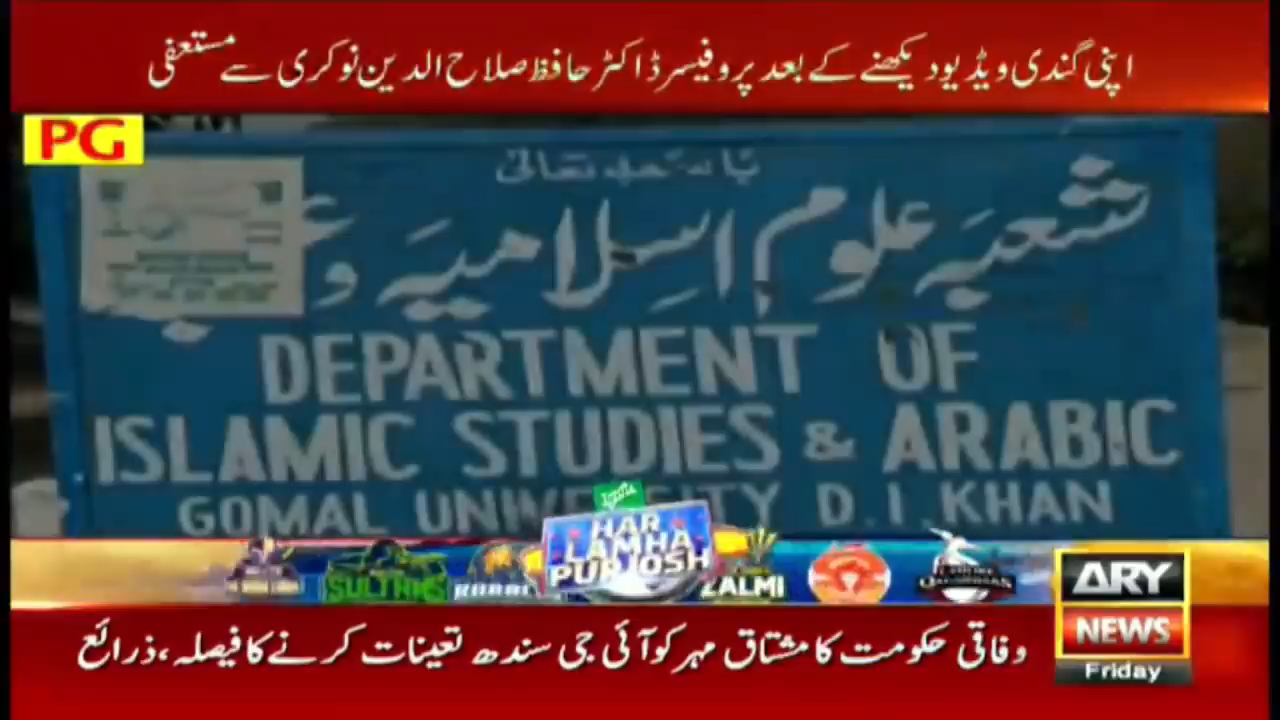 اپنی گندی ویڈیو دیکھنے کے بعد پروفیسر ڈاکٹر حافظ صلاح الدین نوکری سے مستعفی
PG
شعبہ علوم اسلامیہ و
DEPARTMENT OF
ISLAMIC STUDIES & ARABIC
GOMAL D.I.KHAN
HAR
LAMHA
PURJOSH
SULTANS
ZALMI
ARY
NEWS
Friday
وفاقی حکومت کا مشتاق مہر کو آئی جی سندھ تعینات کرنے کا فیصلہ، ذرائع